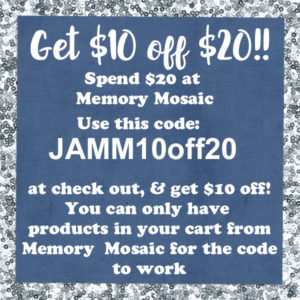 Get $10 off $20!!
Spend $20 at
Memory Mosaic
Use this code:
JAMM10off20
at check out, & get $10 off!
You can only have
products in your cart from
Memory Mosaic for the code
to work